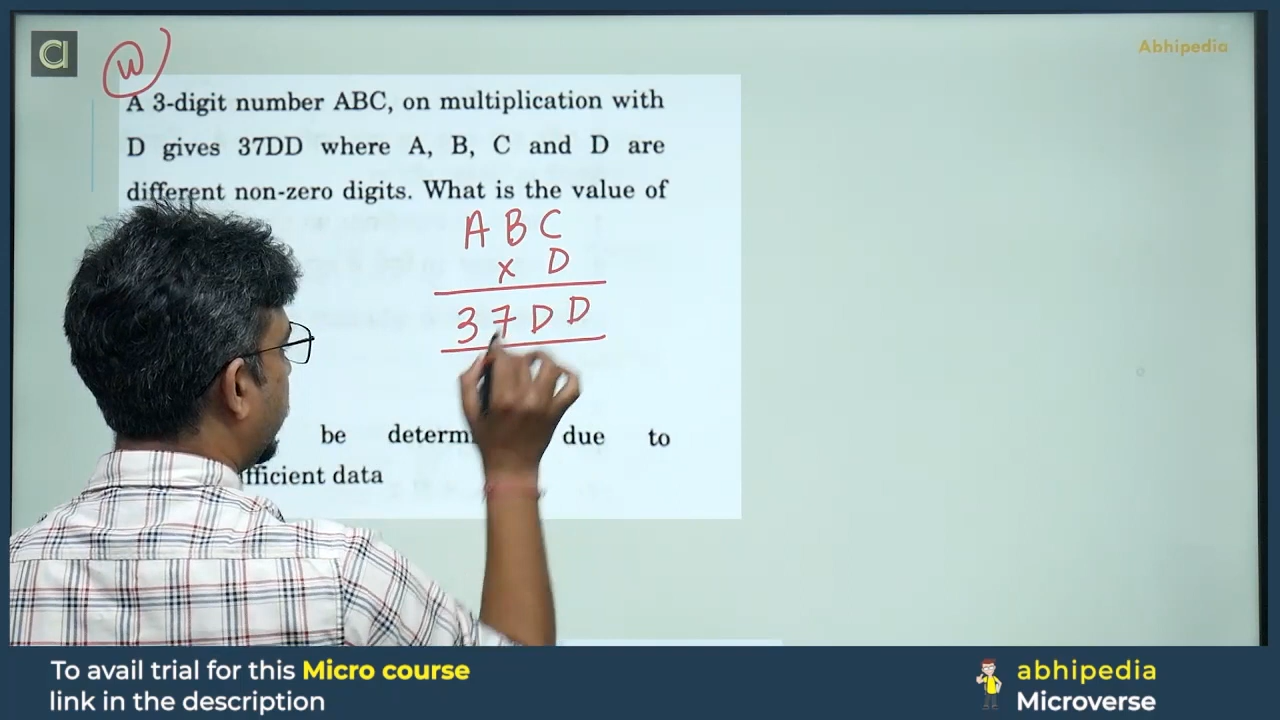 Abhipedia
W
A 3-digit number ABC, on multiplication with
D gives 37DD where A, B, C and D are
different non-zero digits. What is the value of
A B C
x D
3 7 D D
be due to
data
To avail trial for this Micro course
link in the description
abhipedia
Microverse